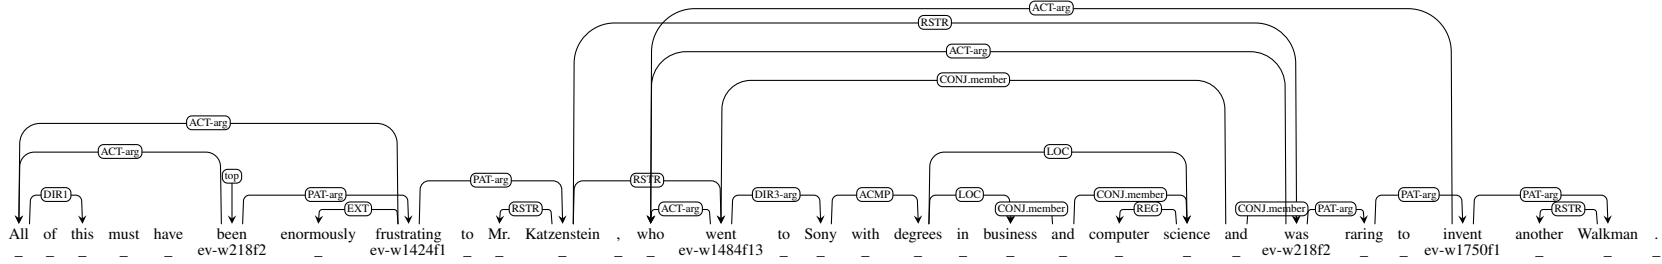 ACT-arg
RSTR
ACT-arg
CONJ.member
ACT-arg
ACT-arg LOC
top
PAT-arg RSTR
DIR1 PAT-arg DIR3-arg ACMP LOC CONJ.member PAT-arg PAT-arg
EXT RSTR ACT-arg CONJ.member REG CONJ.member PAT-arg RSTR
All of this must have been enormously frustrating to Mr. Katzenstein , who went to Sony with degrees in business and computer science and was raring to invent another Walkman .
_ _ _ _ _ ev-w218f2 _ ev-w1424f1 _ _ _ _ _ ev-w1484f13 _ _ _ _ _ _ _ _ _ _ ev-w218f2 _ _ ev-w1750f1 _ _ _